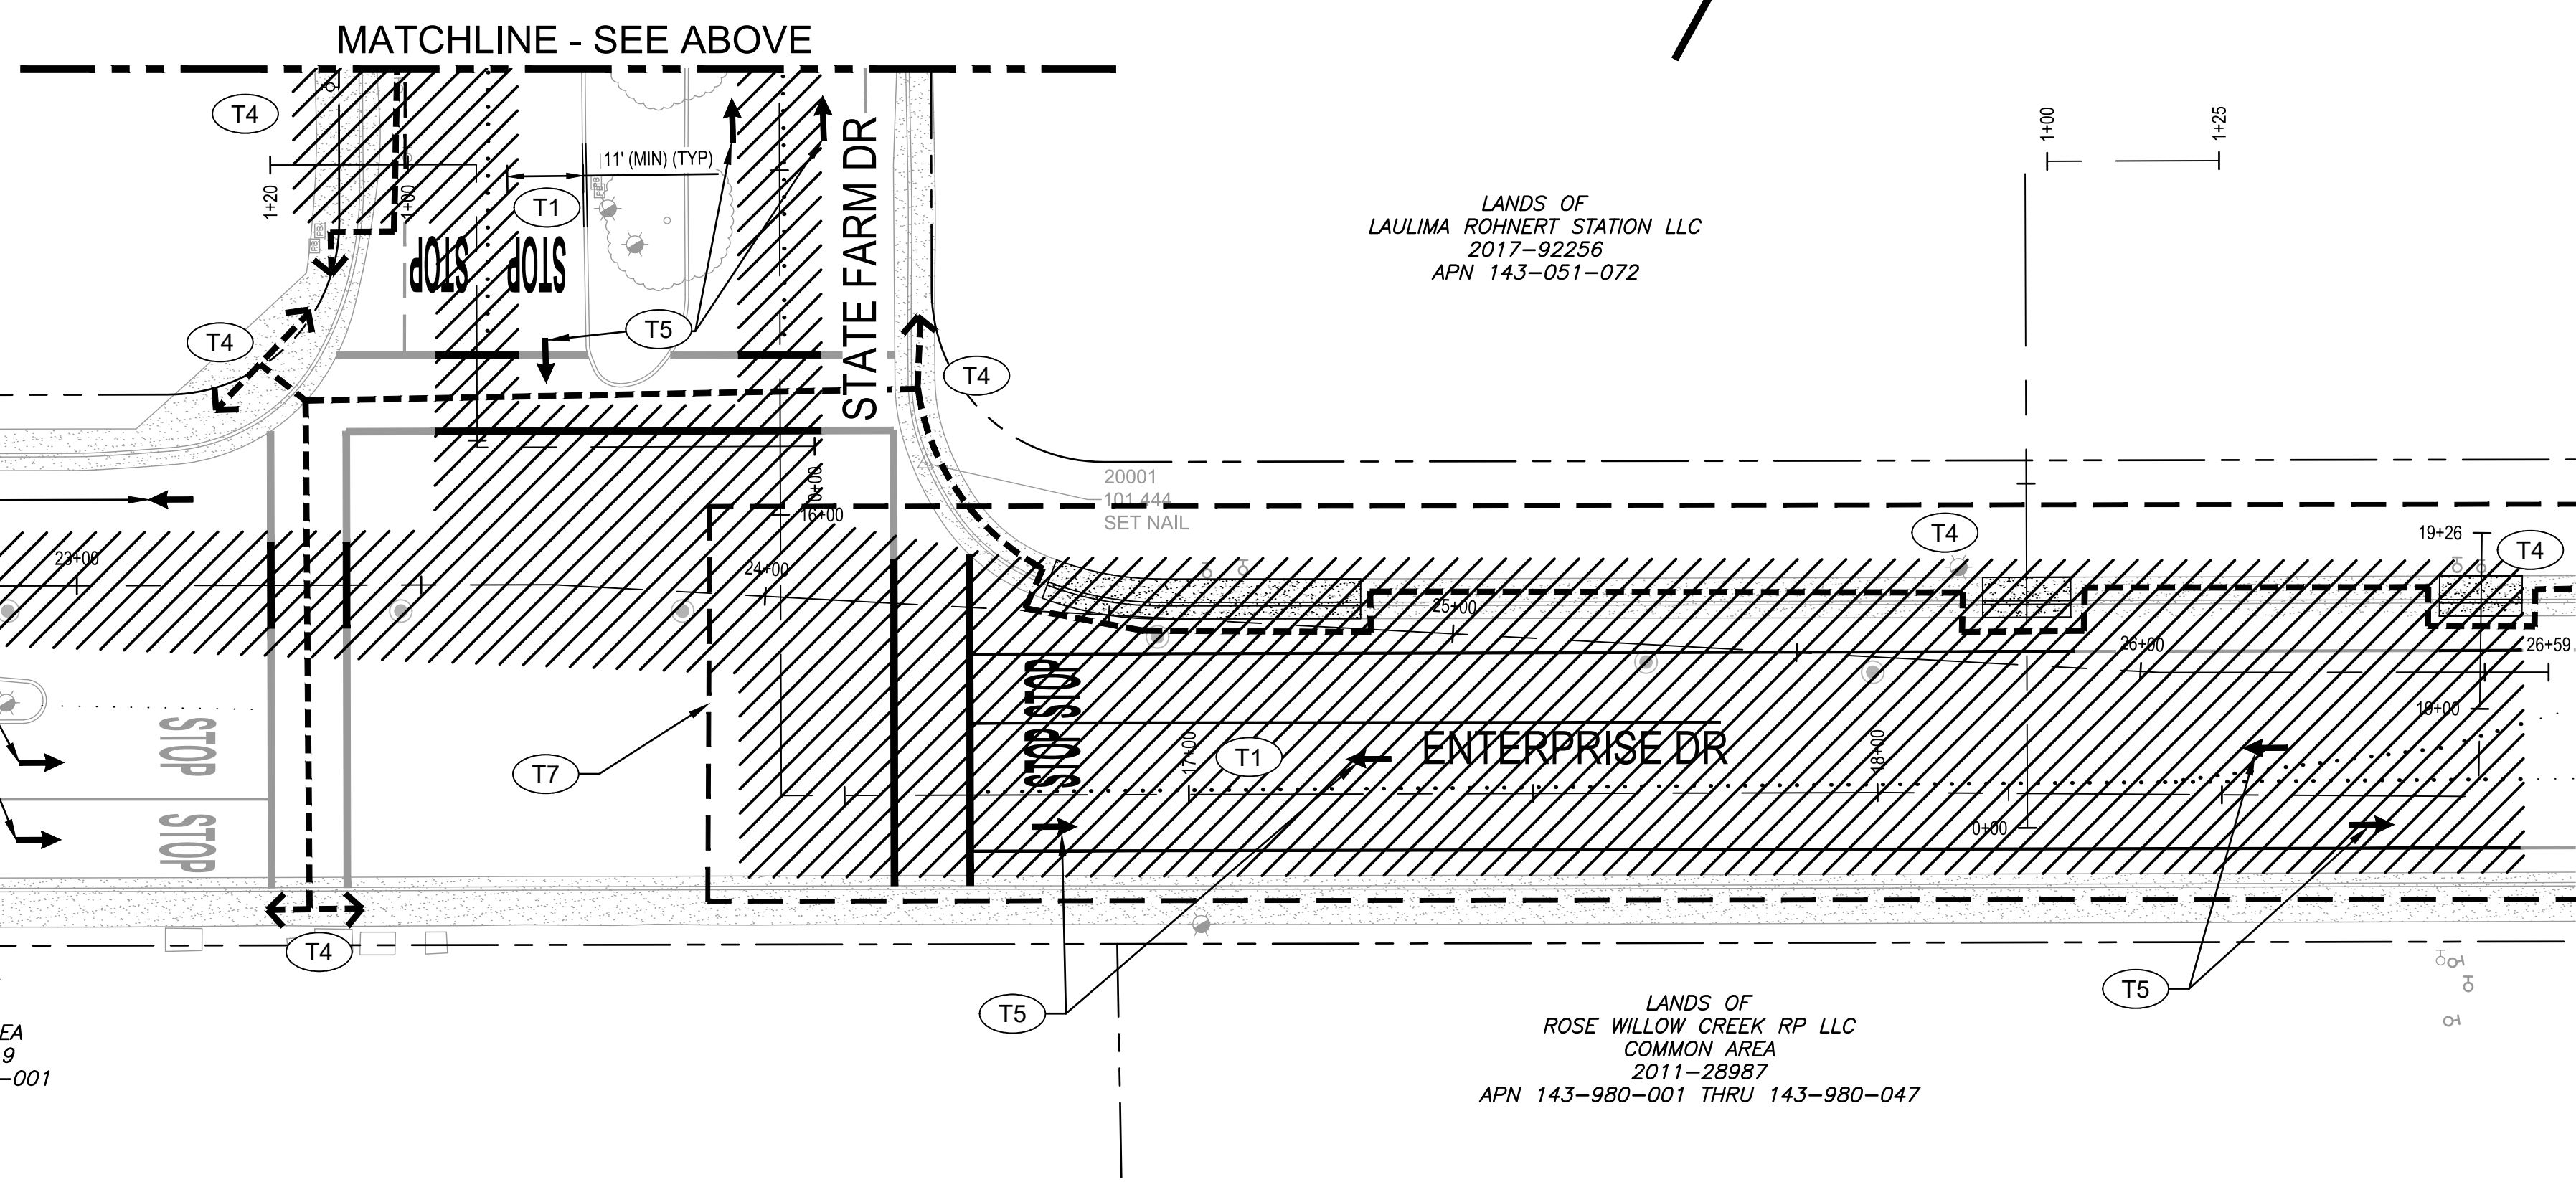 MATCHLINE - SEE ABOVE
T4
1+20
1+00
11' (MIN) (TYP)
T1
STOP
STOP
T5
STATE FARM DR
T4
T4
1+00
1+25
LANDS OF
LAULIMA ROHNERT STATION LLC
2017-92256
APN 143-051-072
20001
101.444
SET NAIL
10+00
16+00
23+00
24+00
25+00
T4
19+26
T4
26+00
26+59
19+00
STOP
STOP
STOP
STOP
T7
17+00
T1
ENTERPRISE DR
18+00
0+00
T4
T5
T5
LANDS OF
ROSE WILLOW CREEK RP LLC
COMMON AREA
2011-28987
APN 143-980-001 THRU 143-980-047
EA
9
-001